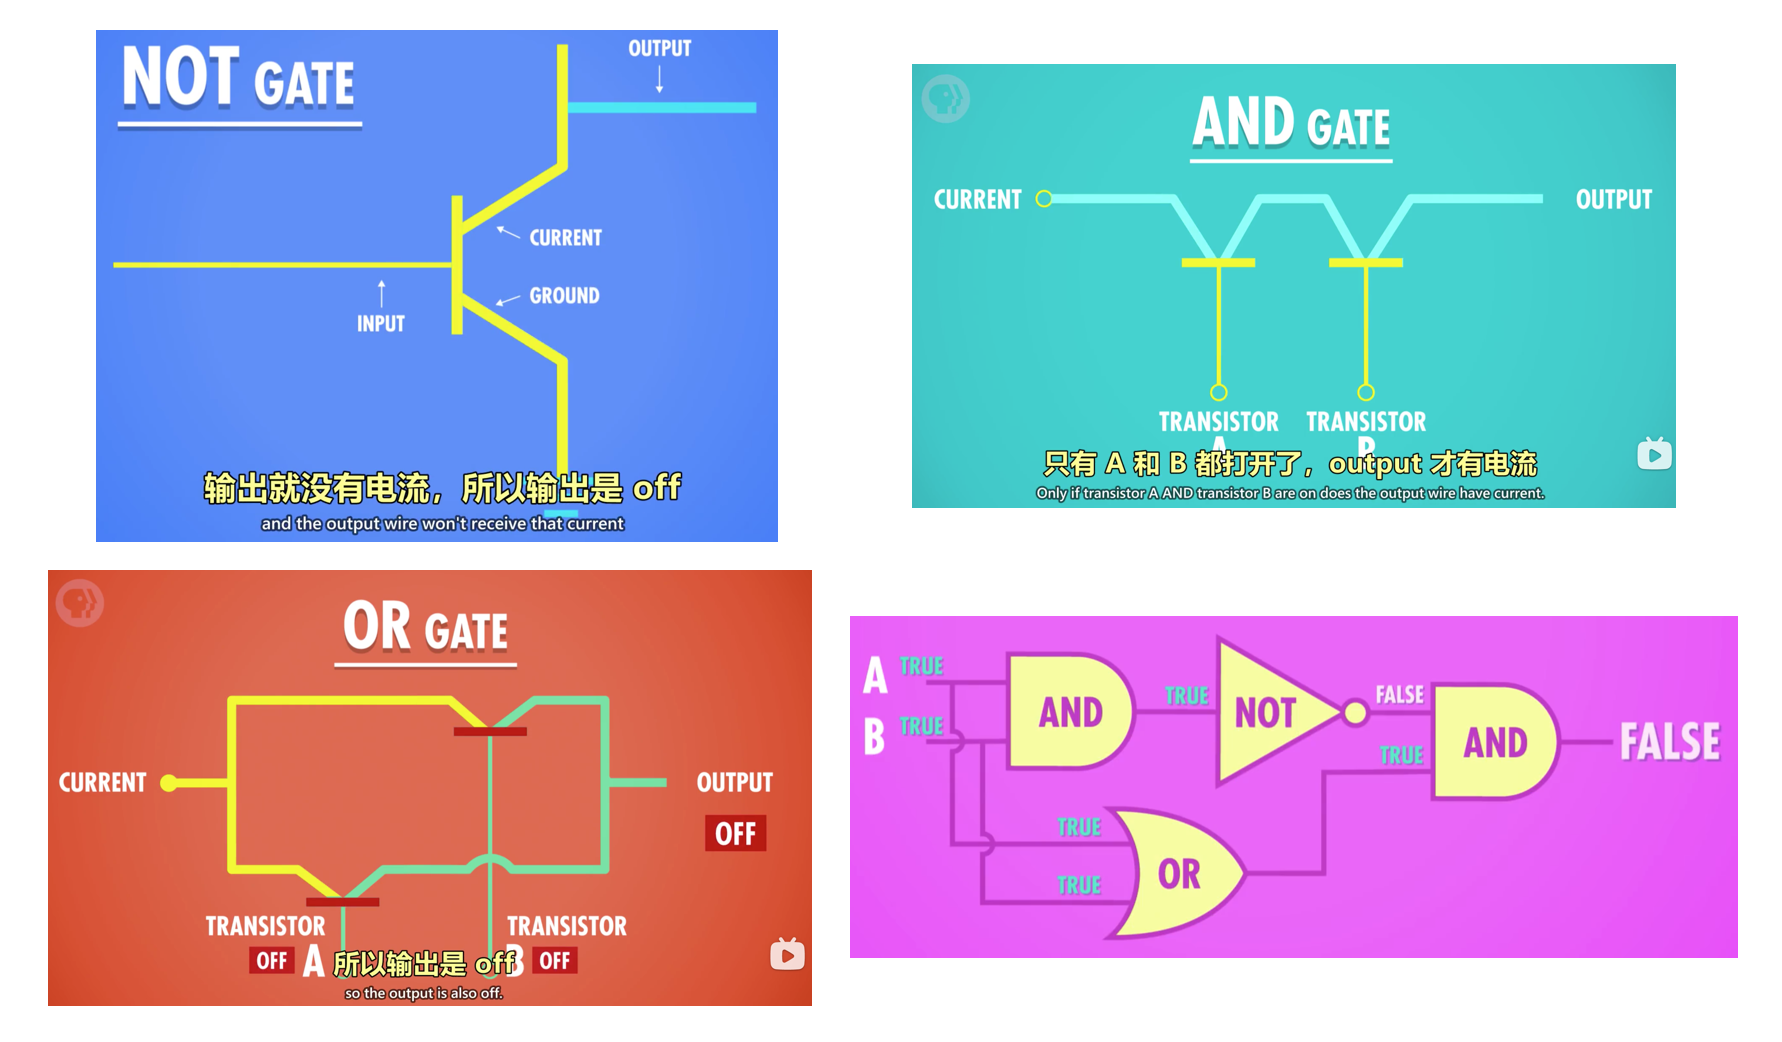 NOT GATE
OUTPUT
CURRENT
GROUND
INPUT
输出就没有电流，所以输出是 off
and the output wire won't receive that current
AND GATE
CURRENT
OUTPUT
TRANSISTOR
A
TRANSISTOR
B
只有 A 和 B 都打开了，output 才有电流
Only if transistor A AND transistor B are on does the output wire have current.
OR GATE
CURRENT
OUTPUT
OFF
TRANSISTOR
OFF A
TRANSISTOR
B OFF
所以输出是 off
so the output is also off.
A TRUE
B TRUE
AND
TRUE
NOT
FALSE
TRUE
AND
FALSE
TRUE
TRUE
OR